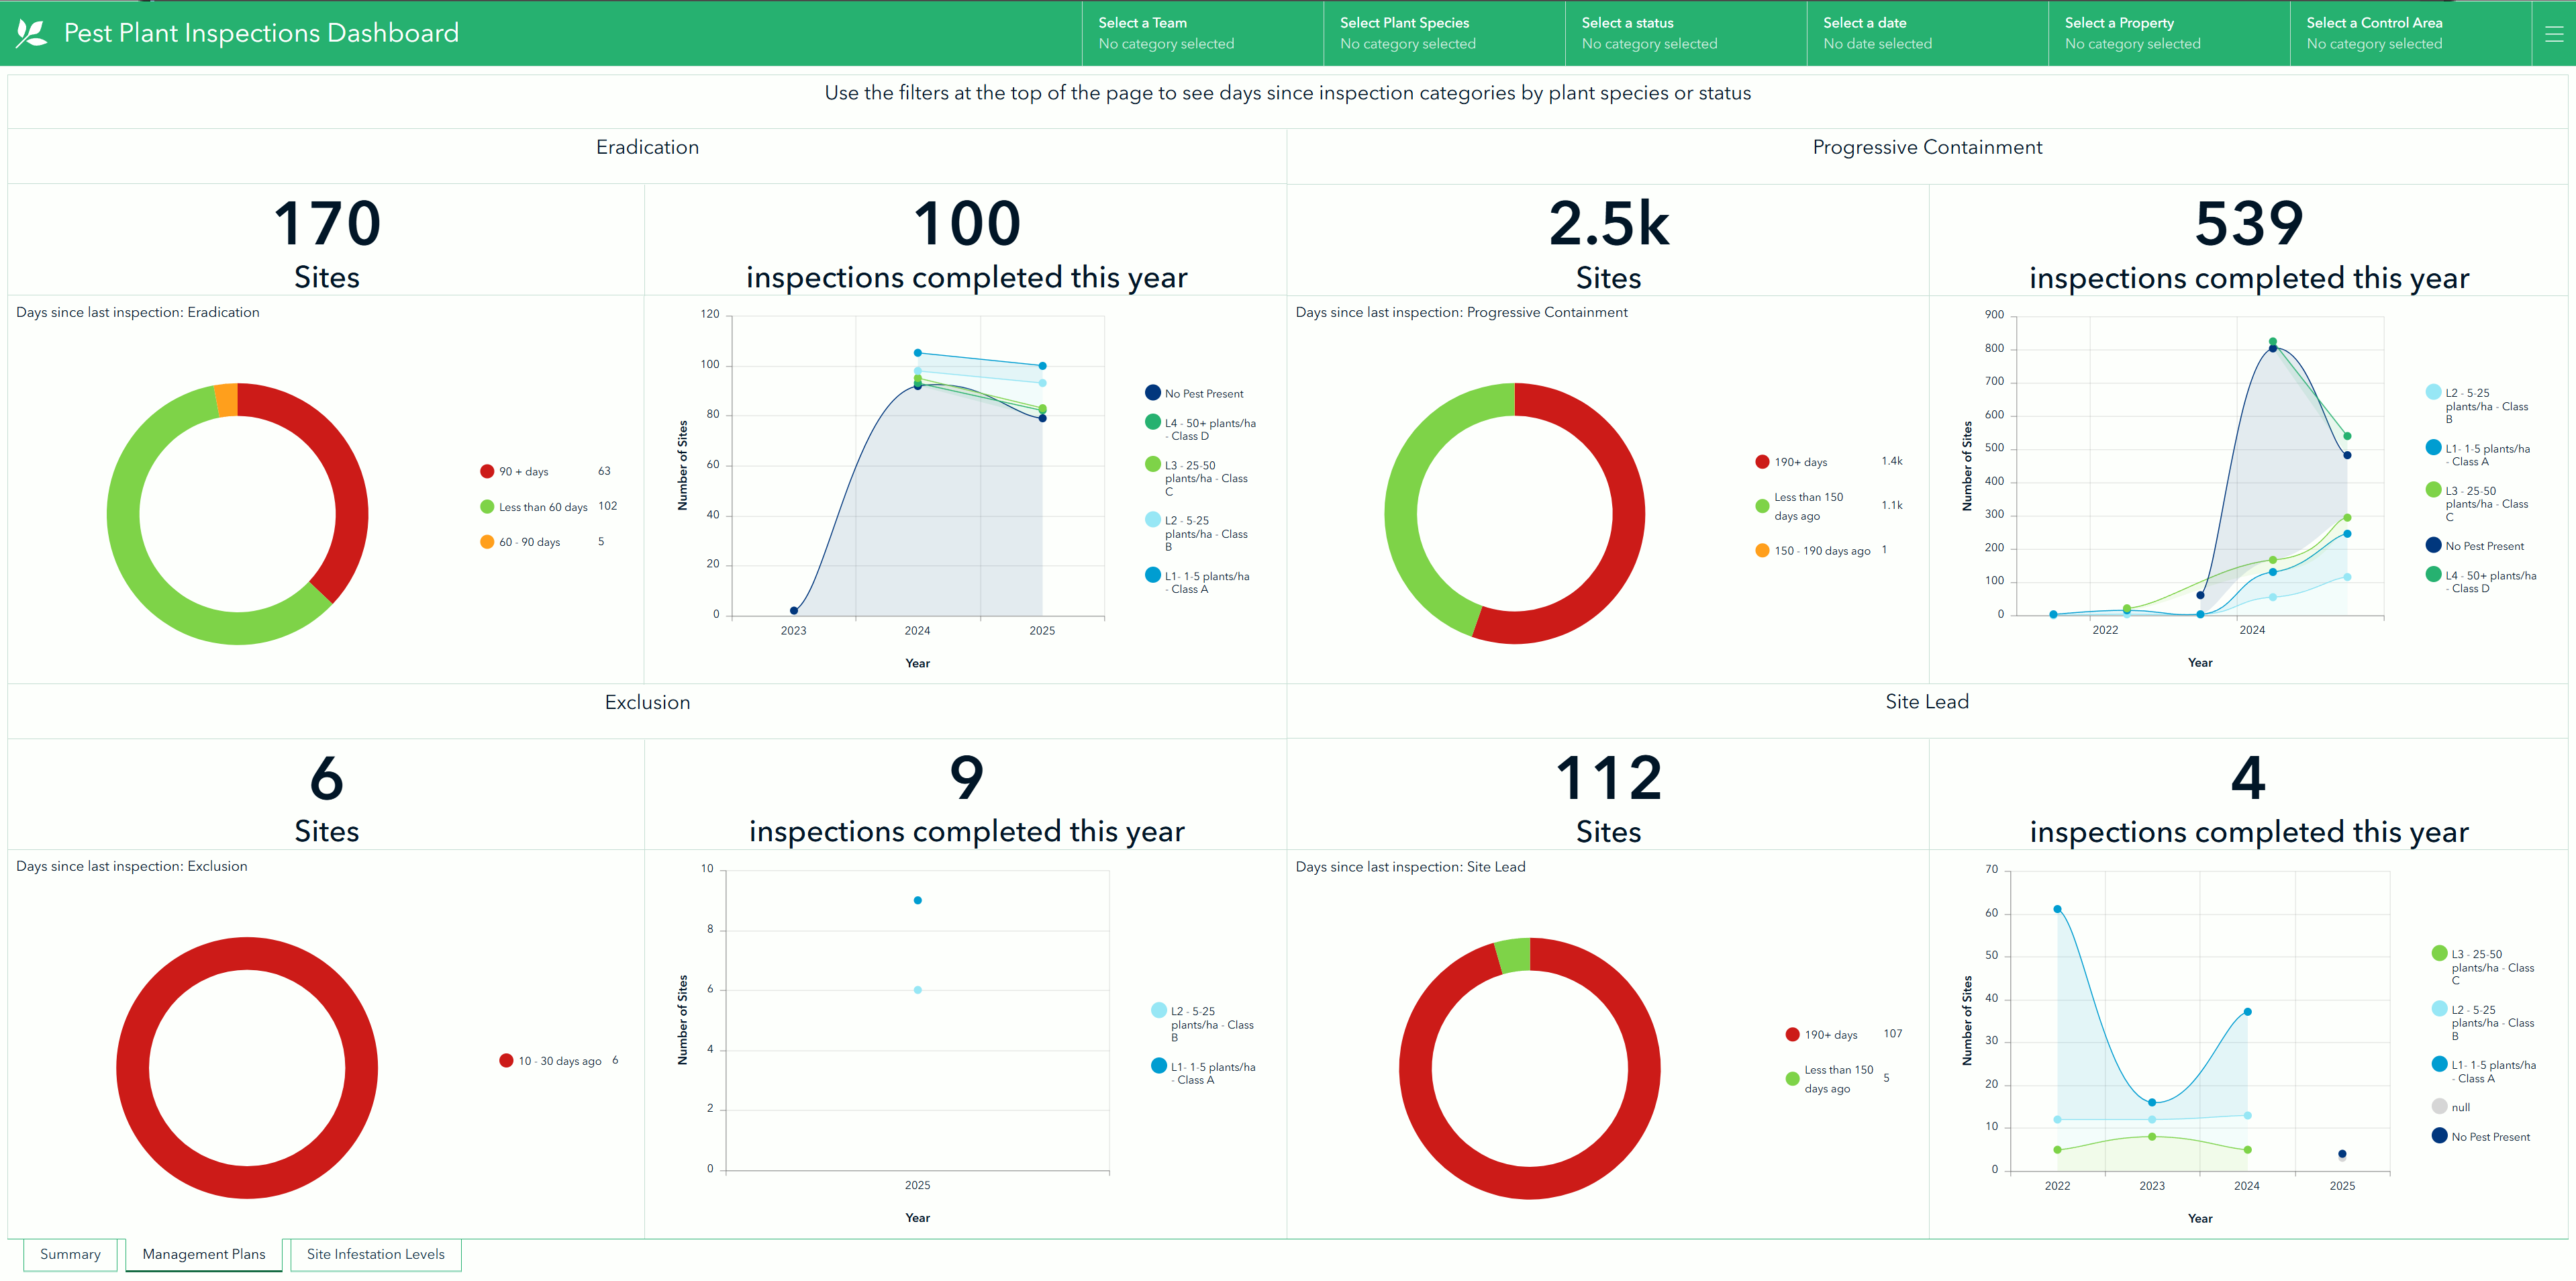 Pest Plant Inspections Dashboard
Select a Team
No category selected
Select Plant Species
No category selected
Select a status
No category selected
Select a date
No date selected
Select a Property
No category selected
Select a Control Area
No category selected
Use the filters at the top of the page to see days since inspection categories by plant species or status
Eradication
170
Sites
100
inspections completed this year
Days since last inspection: Eradication
90 + days 63
Less than 60 days 102
60 - 90 days 5
Number of Sites
120
100
80
60
40
20
0
2023 2024 2025
Year
No Pest Present
L4 - 50+ plants/ha
- Class D
L3 - 25-50
plants/ha - Class
C
L2 - 5-25
plants/ha - Class
B
L1- 1-5 plants/ha
- Class A
Progressive Containment
2.5k
Sites
539
inspections completed this year
Days since last inspection: Progressive Containment
190+ days 1.4k
Less than 150
days ago 1.1k
150 - 190 days ago 1
Number of Sites
900
800
700
600
500
400
300
200
100
0
2022 2024
Year
L2 - 5-25
plants/ha - Class
B
L1- 1-5 plants/ha
- Class A
L3 - 25-50
plants/ha - Class
C
No Pest Present
L4 - 50+ plants/ha
- Class D
Exclusion
6
Sites
9
inspections completed this year
Days since last inspection: Exclusion
10 - 30 days ago 6
Number of Sites
10
8
6
4
2
0
2025
Year
L2 - 5-25
plants/ha - Class
B
L1- 1-5 plants/ha
- Class A
Site Lead
112
Sites
4
inspections completed this year
Days since last inspection: Site Lead
190+ days 107
Less than 150
days ago 5
Number of Sites
70
60
50
40
30
20
10
0
2022 2023 2024 2025
Year
L3 - 25-50
plants/ha - Class
C
L2 - 5-25
plants/ha - Class
B
L1- 1-5 plants/ha
- Class A
null
No Pest Present
Summary
Management Plans
Site Infestation Levels